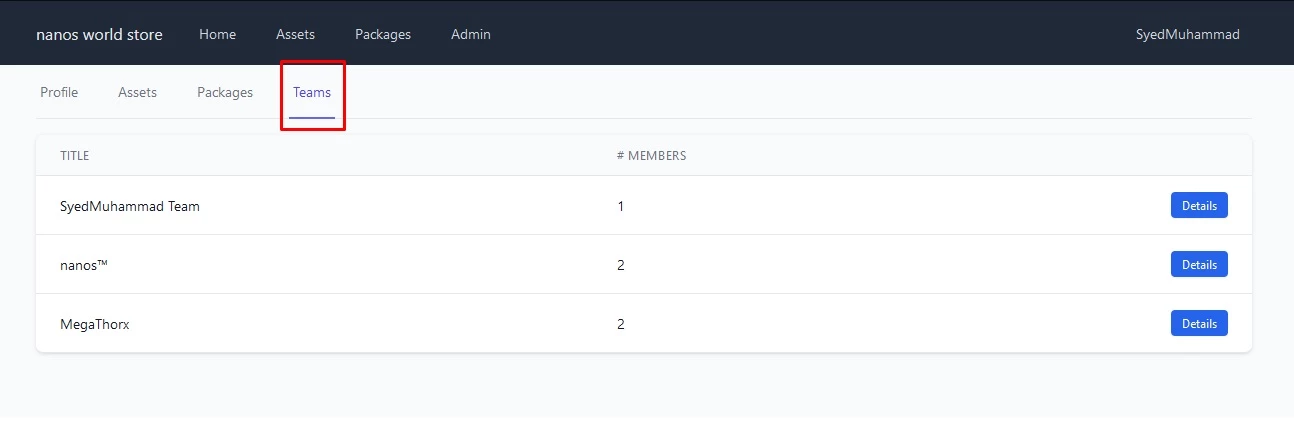 nanos world store Home Assets Packages Admin SyedMuhammad
Profile Assets Packages Teams
TITLE # MEMBERS
SyedMuhammad Team 1 Details
nanos™ 2 Details
MegaThorx 2 Details